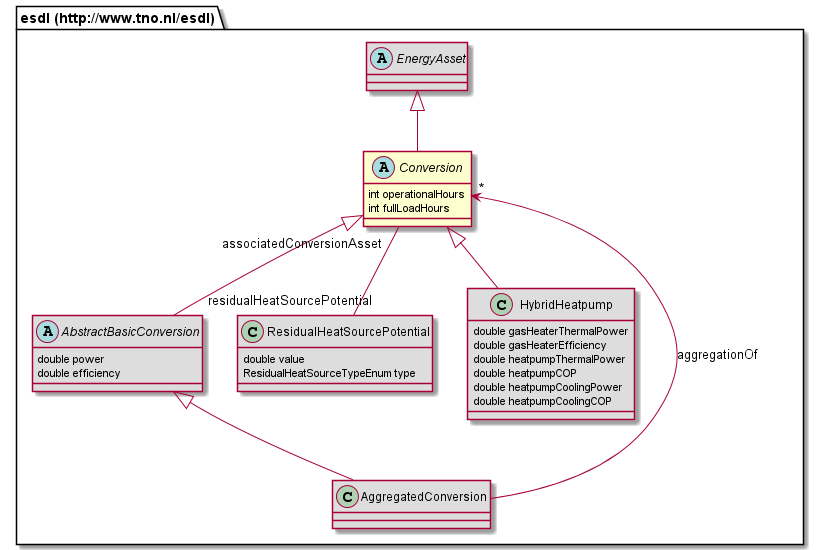 esdl (http://www.tno.nl/esdl)
A EnergyAsset
A Conversion
int operationalHours
int fullLoadHours
*
associatedConversionAsset
residualHeatSourcePotential
A AbstractBasicConversion
double power
double efficiency
C ResidualHeatSourcePotential
double value
ResidualHeatSourceTypeEnum type
C HybridHeatpump
double gasHeaterThermalPower
double gasHeaterEfficiency
double heatpumpThermalPower
double heatpumpCOP
double heatpumpCoolingPower
double heatpumpCoolingCOP
aggregationOf
C AggregatedConversion